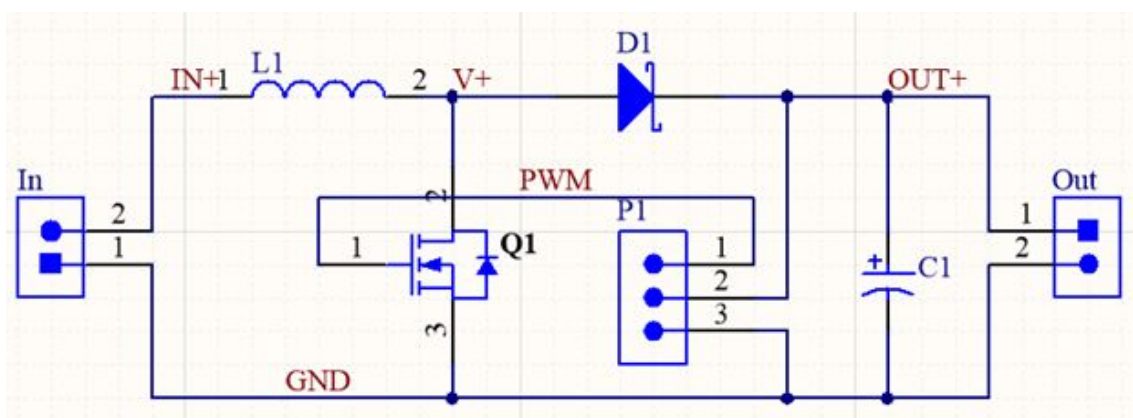 D1
IN+ 1 L1 2 V+ OUT+
PWM
In 2 P1 Out
2 1 1
1 1 Q1 2 + C1 2
3
3
GND